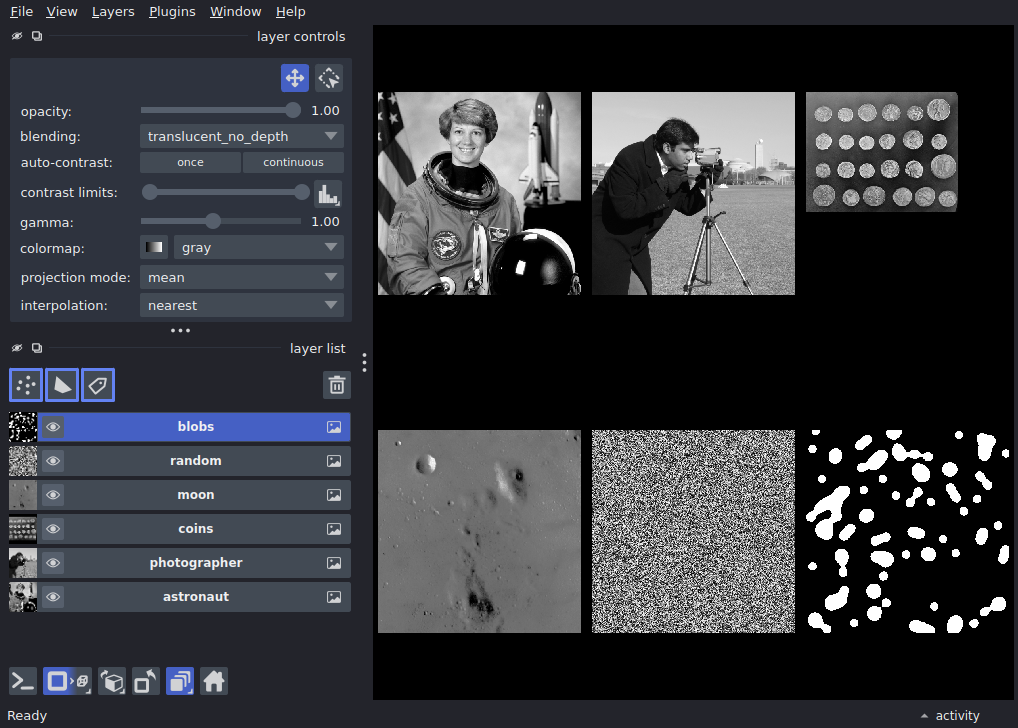 File View Layers Plugins Window Help
layer controls
opacity: 1.00
blending: translucent_no_depth
auto-contrast: once continuous
contrast limits:
gamma: 1.00
colormap: gray
projection mode: mean
interpolation: nearest
layer list
blobs
random
moon
coins
photographer
astronaut
Ready
activity